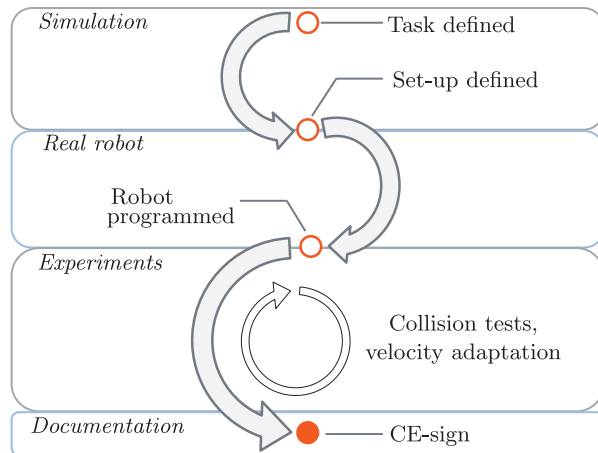 Simulation
Task defined
Set-up defined
Real robot
Robot
programmed
Experiments
Collision tests,
velocity adaptation
Documentation
CE-sign